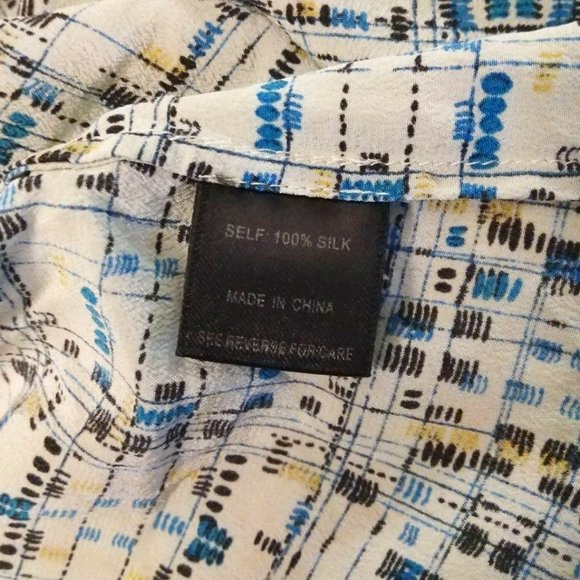 SELF: 100% SILK
MADE IN CHINA
SEE REVERSE FOR CARE